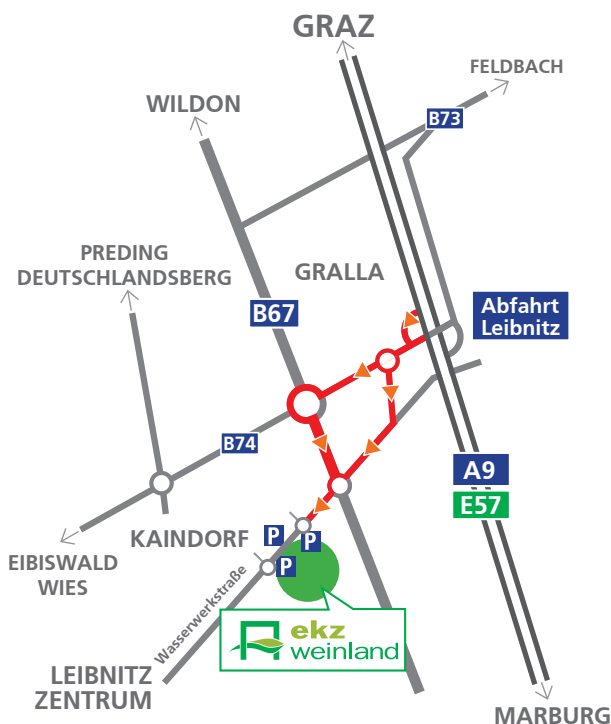 GRAZ
FELDBACH
WILDON
B73
PREDING
DEUTSCHLANDSBERG
GRALLA
B67
Abfahrt
Leibnitz
B74
A9
E57
KAINDORF
P
P
P
EIBISWALD
WIES
Wasserwerkstraße
ekz
weinland
LEIBNITZ
ZENTRUM
MARBURG